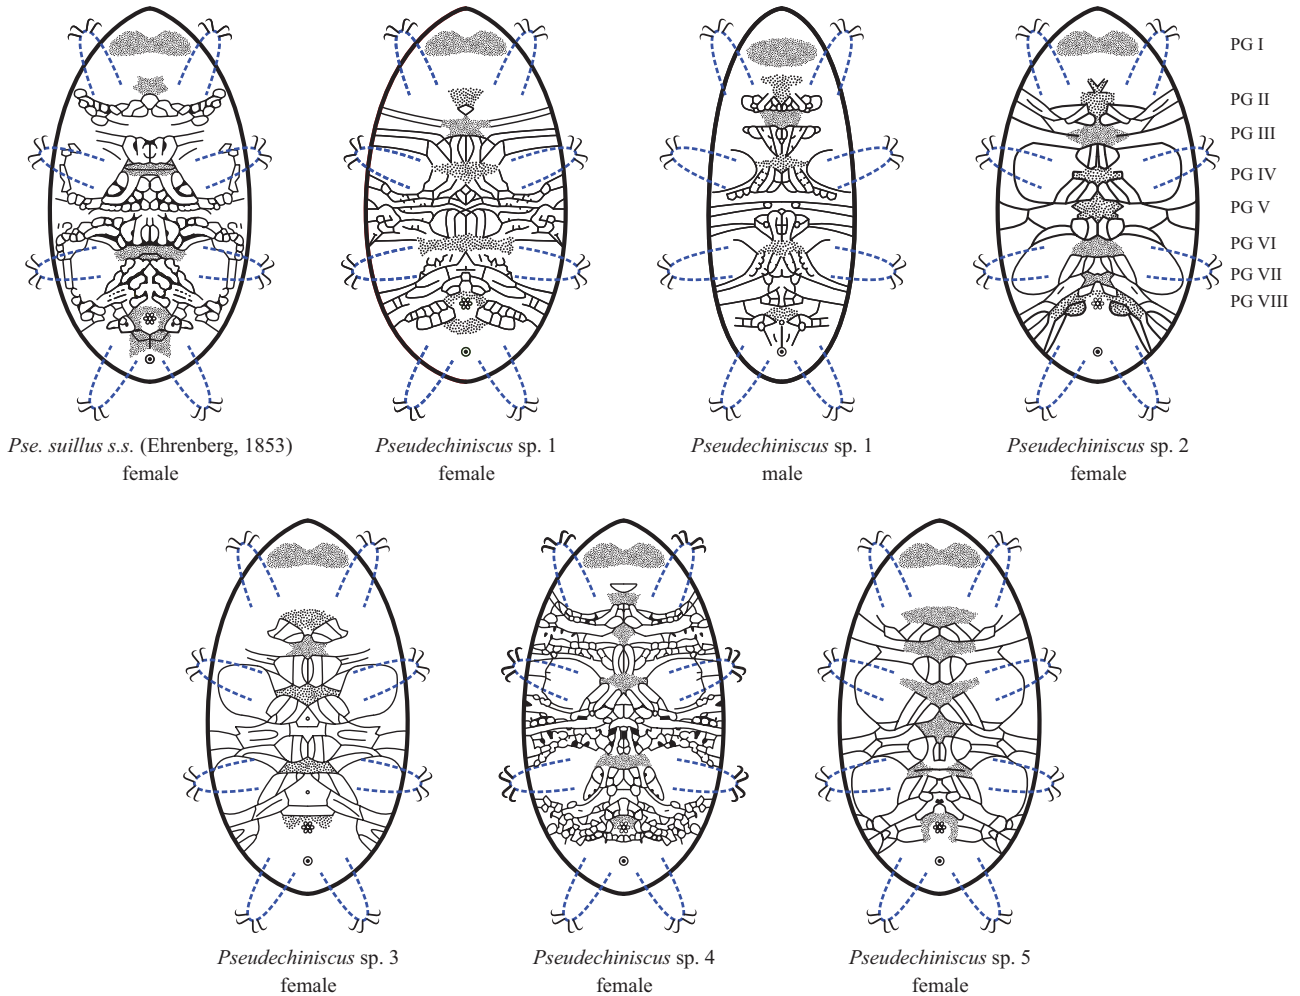 PG I
PG II
PG III
PG IV
PG V
PG VI
PG VII
PG VIII
Pse. suillus s.s. (Ehrenberg, 1853)
female
Pseudechiniscus sp. 1
female
Pseudechiniscus sp. 1
male
Pseudechiniscus sp. 2
female
Pseudechiniscus sp. 3
female
Pseudechiniscus sp. 4
female
Pseudechiniscus sp. 5
female